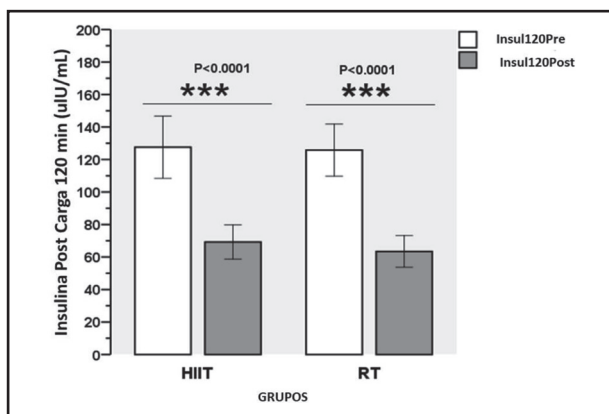 Insulina Post Carga 120 min (uIU/mL)
200
180
160
140
120
100
80
60
40
20
0
P<0.0001
***
P<0.0001
***
HIIT
RT
GRUPOS
Insul120Pre
Insul120Post